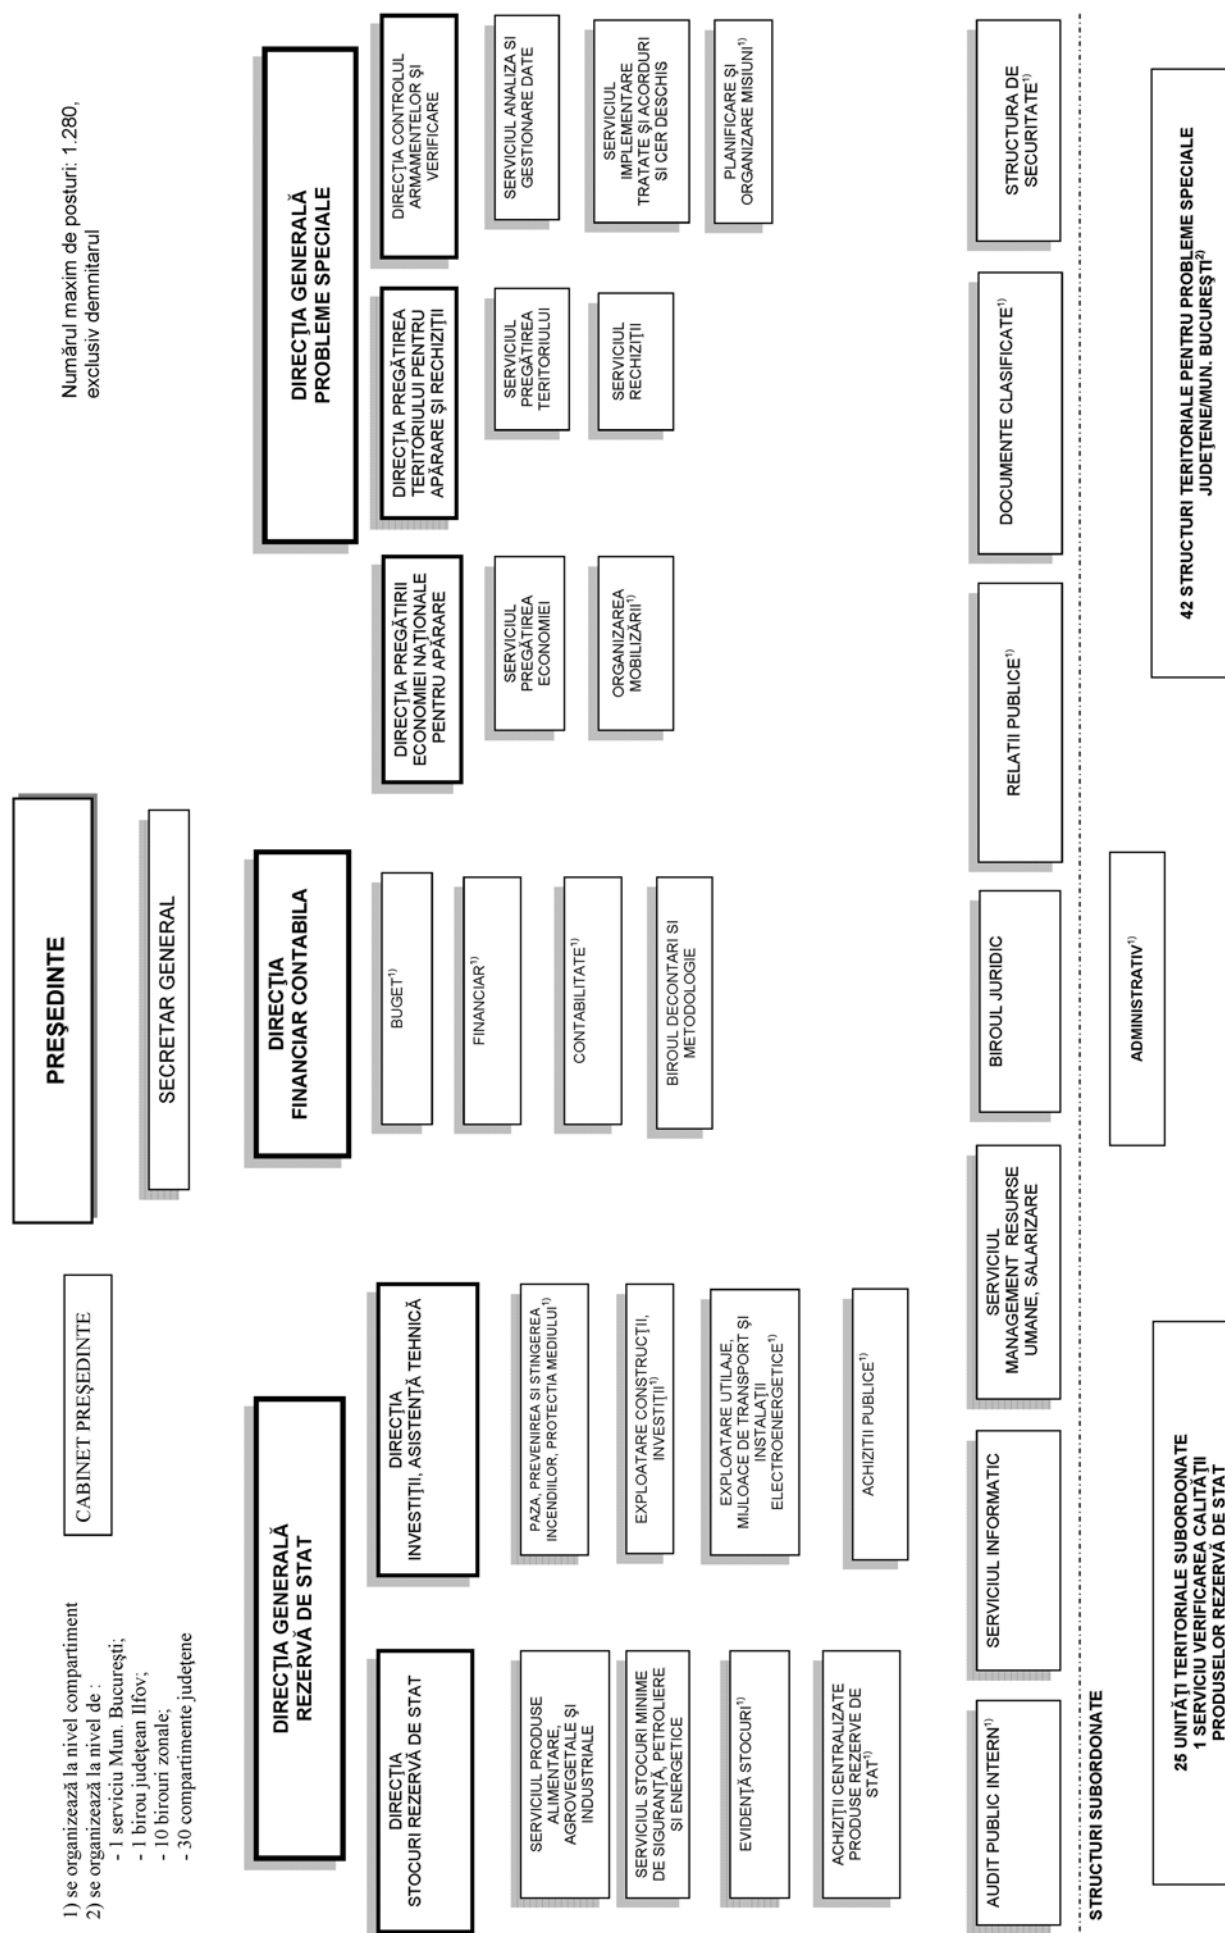 1) se organizează la nivel compartiment
2) se organizează la nivel de :
- 1 serviciu Mun. Bucureşti;
- 1 birou judeţean Ilfov;
- 10 birouri zonale;
- 30 compartimente judeţene
CABINET PREŞEDINTE
PREŞEDINTE
SECRETAR GENERAL
Numărul maxim de posturi: 1.280,
exclusiv demnitarul
DIRECŢIA GENERALĂ
REZERVĂ DE STAT
DIRECŢIA
FINANCIAR CONTABILA
DIRECŢIA GENERALĂ
PROBLEME SPECIALE
DIRECŢIA
STOCURI REZERVĂ DE STAT
SERVICIUL PRODUSE
ALIMENTARE,
AGROVEGETALE ŞI
INDUSTRIALE
SERVICIUL STOCURI MINIME
DE SIGURANŢĂ, PETROLIERE
SI ENERGETICE
EVIDENŢĂ STOCURI1)
ACHIZIŢII CENTRALIZATE
PRODUSE REZERVE DE
STAT1)
DIRECŢIA
INVESTIŢII, ASISTENŢĂ TEHNICĂ
PAZA, PREVENIREA SI STINGEREA
INCENDIILOR, PROTECTIA MEDIULUI1)
EXPLOATARE CONSTRUCŢII,
INVESTIŢII1)
EXPLOATARE UTILAJE,
MIJLOACE DE TRANSPORT ŞI
INSTALAŢII
ELECTROENERGETICE1)
ACHIZITII PUBLICE1)
BUGET1)
FINANCIAR1)
CONTABILITATE1)
BIROUL DECONTARI SI
METODOLOGIE
DIRECŢIA PREGĂTIRII
ECONOMIEI NAŢIONALE
PENTRU APĂRARE
SERVICIUL
PREGĂTIREA
ECONOMIEI
ORGANIZAREA
MOBILIZĂRII1)
DIRECŢIA PREGĂTIREA
TERITORIULUI PENTRU
APĂRARE ŞI RECHIZIŢII
SERVICIUL
PREGĂTIREA
TERITORIULUI
SERVICIUL
RECHIZIŢII
DIRECŢIA CONTROLUL
ARMAMENTELOR ŞI
VERIFICARE
SERVICIUL ANALIZA SI
GESTIONARE DATE
SERVICIUL
IMPLEMENTARE
TRATATE ŞI ACORDURI
SI CER DESCHIS
PLANIFICARE ŞI
ORGANIZARE MISIUNI1)
AUDIT PUBLIC INTERN1)
SERVICIUL INFORMATIC
SERVICIUL
MANAGEMENT RESURSE
UMANE, SALARIZARE
BIROUL JURIDIC
RELATII PUBLICE1)
DOCUMENTE CLASIFICATE1)
STRUCTURA DE
SECURITATE1)
STRUCTURI SUBORDONATE
25 UNITĂŢI TERITORIALE SUBORDONATE
1 SERVICIU VERIFICAREA CALITĂŢII
PRODUSELOR REZERVĂ DE STAT
ADMINISTRATIV1)
42 STRUCTURI TERITORIALE PENTRU PROBLEME SPECIALE
JUDEŢENE/MUN. BUCUREŞTI2)